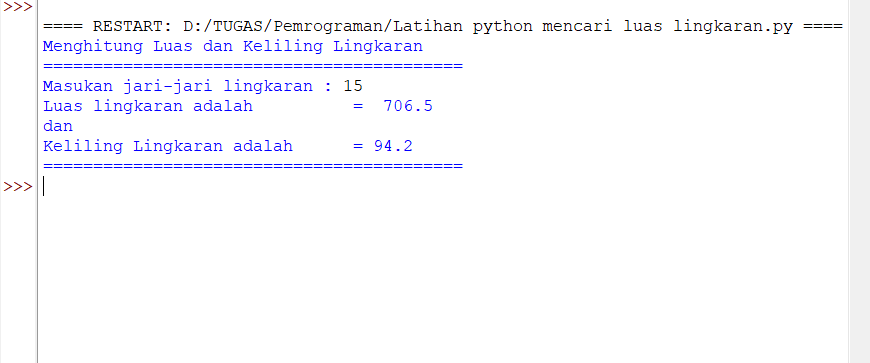 >>>
==== RESTART: D:/TUGAS/Pemrograman/Latihan python mencari luas lingkaran.py ====
Menghitung Luas dan Keliling Lingkaran
==========================================
Masukan jari-jari lingkaran : 15
Luas lingkaran adalah          =  706.5
dan
Keliling Lingkaran adalah      = 94.2
==========================================
>>>